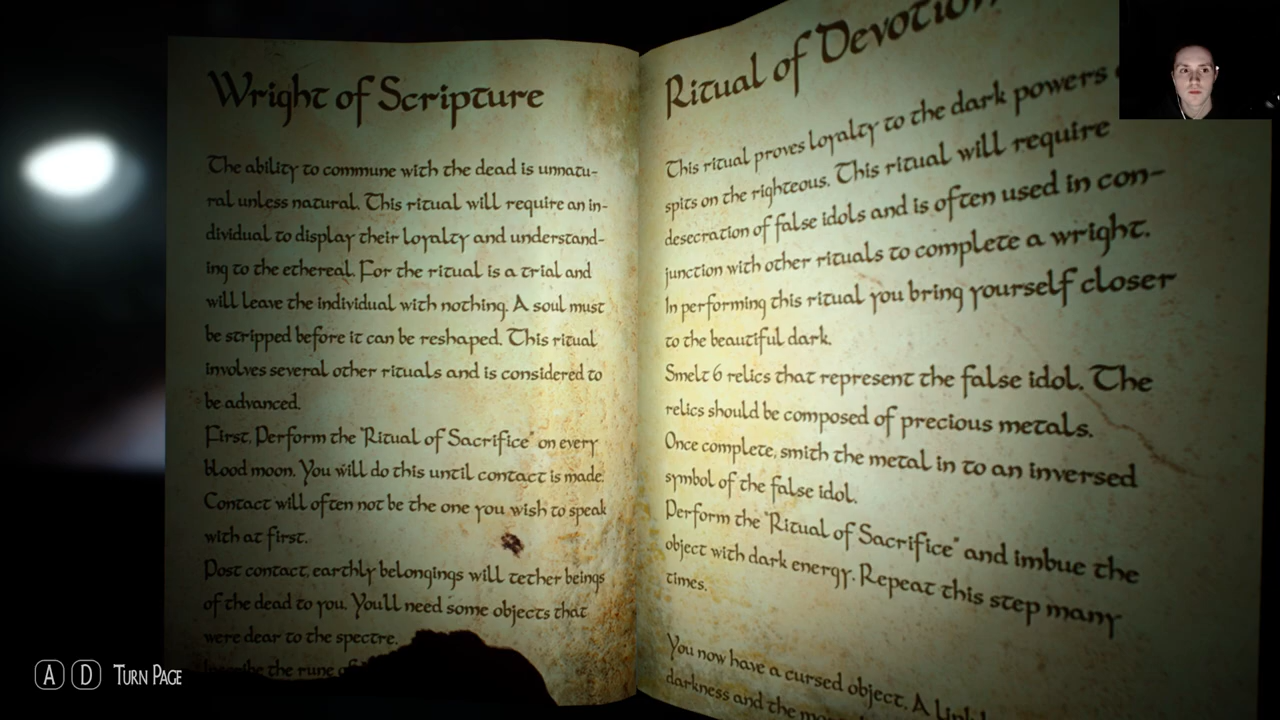 Wright of Scripture
The ability to commune with the dead is unnatu-
ral unless natural. This ritual will require an in-
dividual to display their loyalty and understand-
ing to the ethereal. For the ritual is a trial and
will leave the individual with nothing. A soul must
be stripped before it can be reshaped. This ritual
involves several other rituals and is considered to
be advanced.
First, Perform the "Ritual of Sacrifice" on every
blood moon. You will do this until contact is made.
Contact will often not be the one you wish to speak
with at first.
Post contact, earthly belongings will tether beings
of the dead to you. You'll need some objects that
were dear to the spectre.
the rune of
Ritual of Devotion
This ritual proves loyalty to the dark powers
spits on the righteous. This ritual will require
desecration of false idols and is often used in con-
junction with other rituals to complete a wright.
In performing this ritual you bring yourself closer
to the beautiful dark.
Smelt 6 relics that represent the false idol. The
relics should be composed of precious metals.
Once complete, smith the metal in to an inversed
symbol of the false idol.
Perform the "Ritual of Sacrifice" and imbue the
object with dark energy. Repeat this step many
times.
You now have a cursed object. A
darkness and the
A D Turn Page